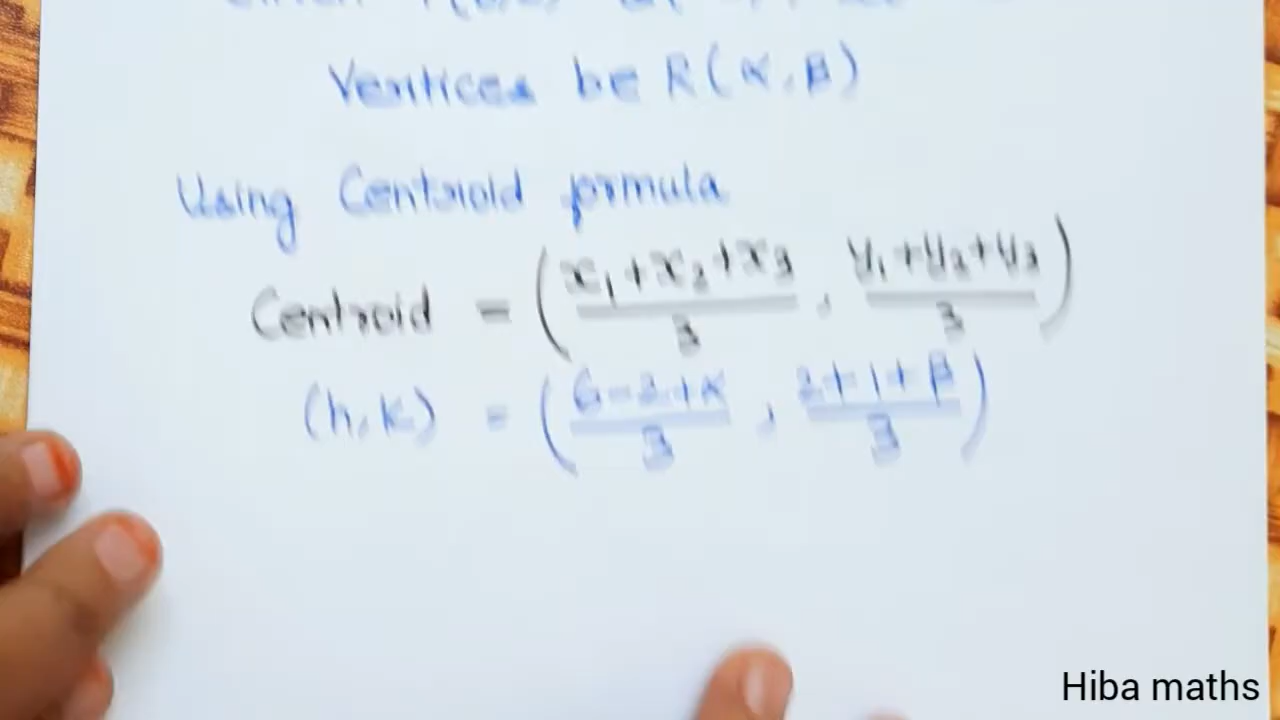 Vertices be R(α, β)
Using Centroid formula
Centroid = (x₁+x₂+x₃/3, y₁+y₂+y₃/3)
(h,k) = (6-2+α/3, 2+1+β/3)
Hiba maths